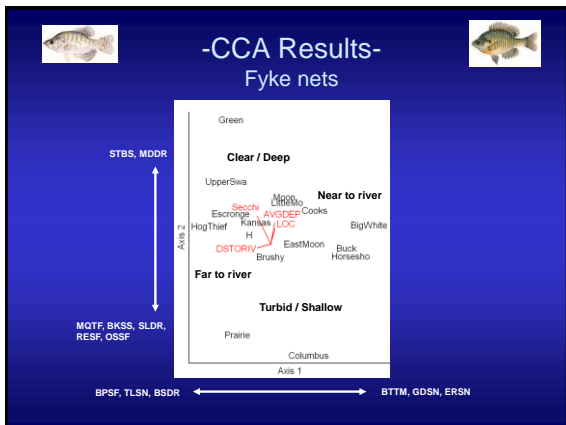 -CCA Results-
Fyke nets
Green
STBS, MDDR
Clear / Deep
UpperSwa
Moon
Near to river
Secchi
LittleMo
Escronge
AVGDEP
Cooks
HogThief
Kansas
LOC
BigWhite
H
Axis 2
DSTORIV
EastMoon
Buck
Brushy
Horsesho
Far to river
Turbid / Shallow
MQTF, BKSS, SLDR,
RESF, OSSF
Prairie
Columbus
Axis 1
BPSF, TLSN, BSDR
BTTM, GDSN, ERSN